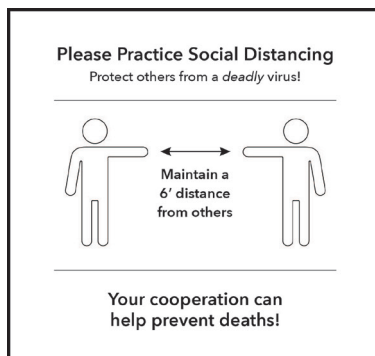 Please Practice Social Distancing
Protect others from a deadly virus!
Maintain a
6' distance
from others
Your cooperation can
help prevent deaths!